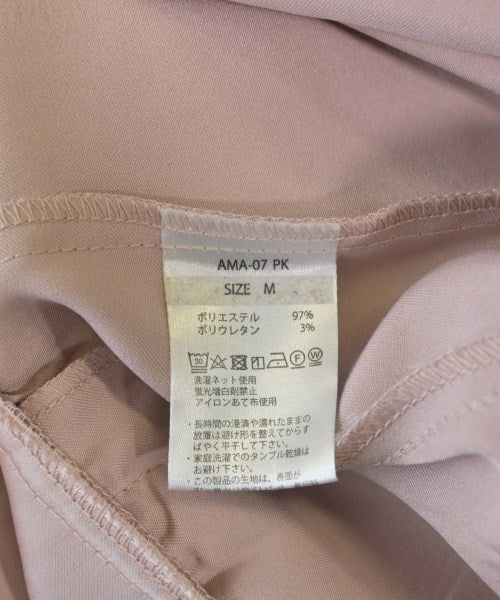 AMA-07 PK
SIZE M
ポリエステル 97%
ポリウレタン 3%
30 F W
洗濯ネット使用
蛍光増白剤禁止
アイロンあて布使用
・長時間の浸漬や濡れたままの
放置は避け形を整えてからす
ばやく平干して下さい。
・家庭洗濯でのタンブル乾燥は
お避け下さい。
・この製品の生地は、表面が